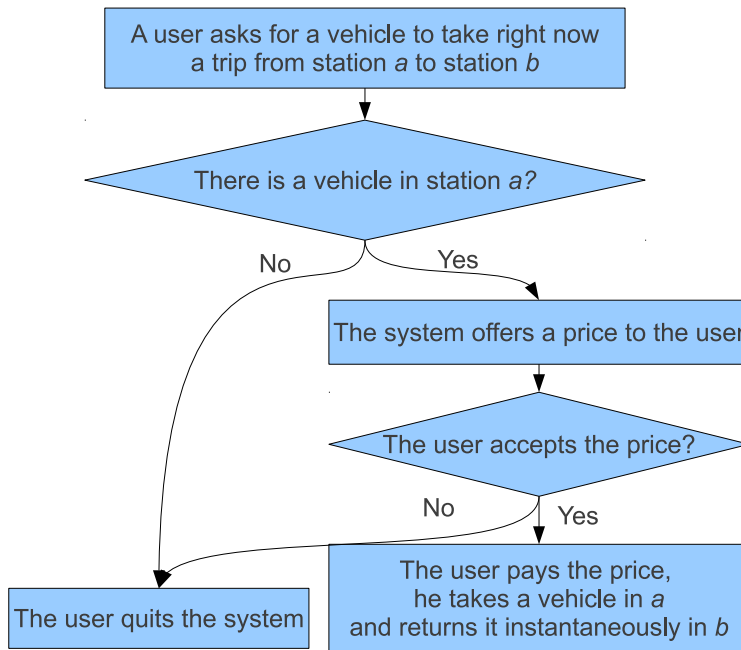 A user asks for a vehicle to take right now
a trip from station a to station b
There is a vehicle in station a?
No
Yes
The system offers a price to the user
The user accepts the price?
No
Yes
The user quits the system
The user pays the price,
he takes a vehicle in a
and returns it instantaneously in b